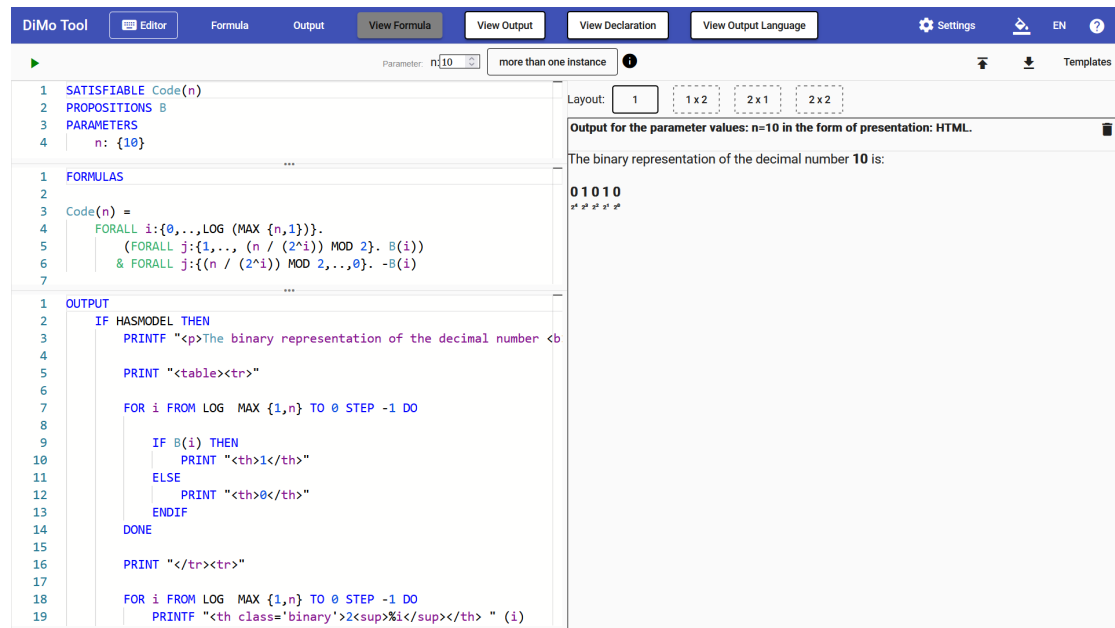 DiMo Tool Editor Formula Output View Formula View Output View Declaration View Output Language Settings EN ?
Parameter: n: 10 more than one instance i Templates
1 SATISFIABLE Code(n)
2 PROPOSITIONS B
3 PARAMETERS
4 n: {10}
1 FORMULAS
2
3 Code(n) =
4 FORALL i:{0,..,LOG (MAX {n,1})}.
5 (FORALL j:{1,.., (n / (2^i)) MOD 2}. B(i))
6 & FORALL j:{(n / (2^i)) MOD 2,..,0}. -B(i)
7
1 OUTPUT
2 IF HASMODEL THEN
3 PRINTF "<p>The binary representation of the decimal number <b
4
5 PRINT "<table><tr>"
6
7 FOR i FROM LOG  MAX {1,n} TO 0 STEP -1 DO
8
9 IF B(i) THEN
10 PRINT "<th>1</th>"
11 ELSE
12 PRINT "<th>0</th>"
13 ENDIF
14 DONE
15
16 PRINT "</tr><tr>"
17
18 FOR i FROM LOG  MAX {1,n} TO 0 STEP -1 DO
19 PRINTF "<th class='binary'>2<sup>%i</sup></th> " (i)
Layout: 1 1 x 2 2 x 1 2 x 2
Output for the parameter values: n=10 in the form of presentation: HTML.
The binary representation of the decimal number 10 is:
0 1 0 1 0
2⁴ 2³ 2² 2¹ 2⁰